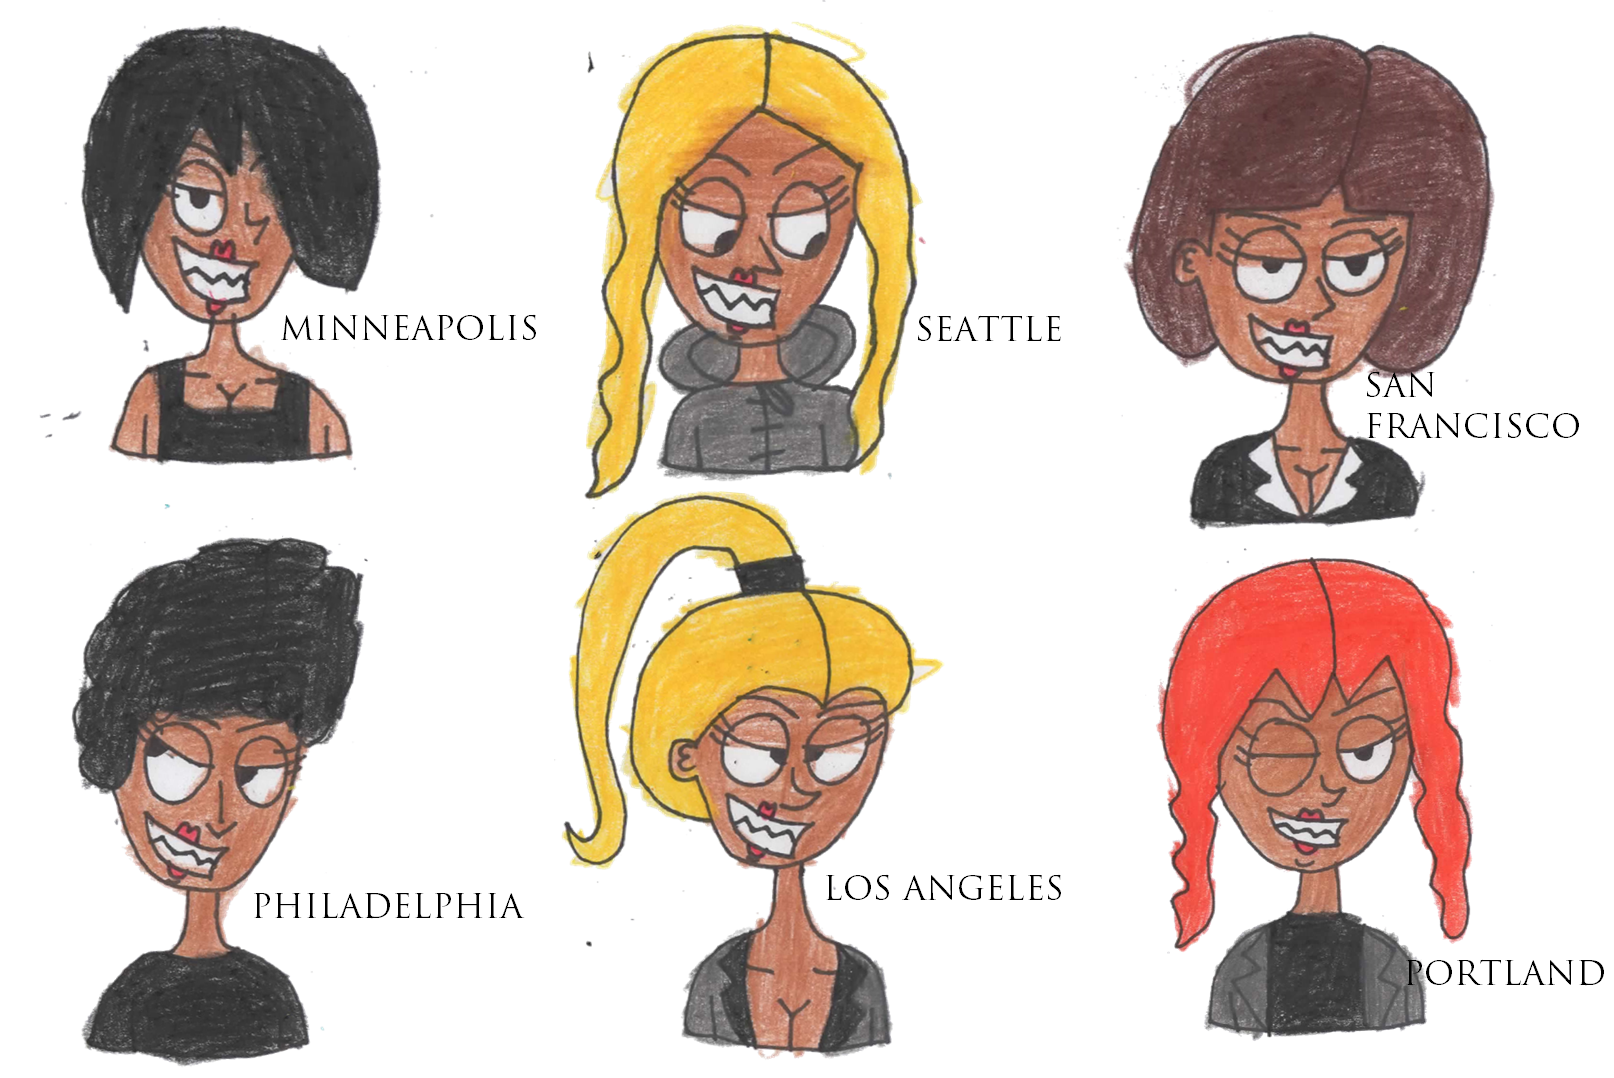 MINNEAPOLIS
SEATTLE
SAN
FRANCISCO
PHILADELPHIA
LOS ANGELES
PORTLAND